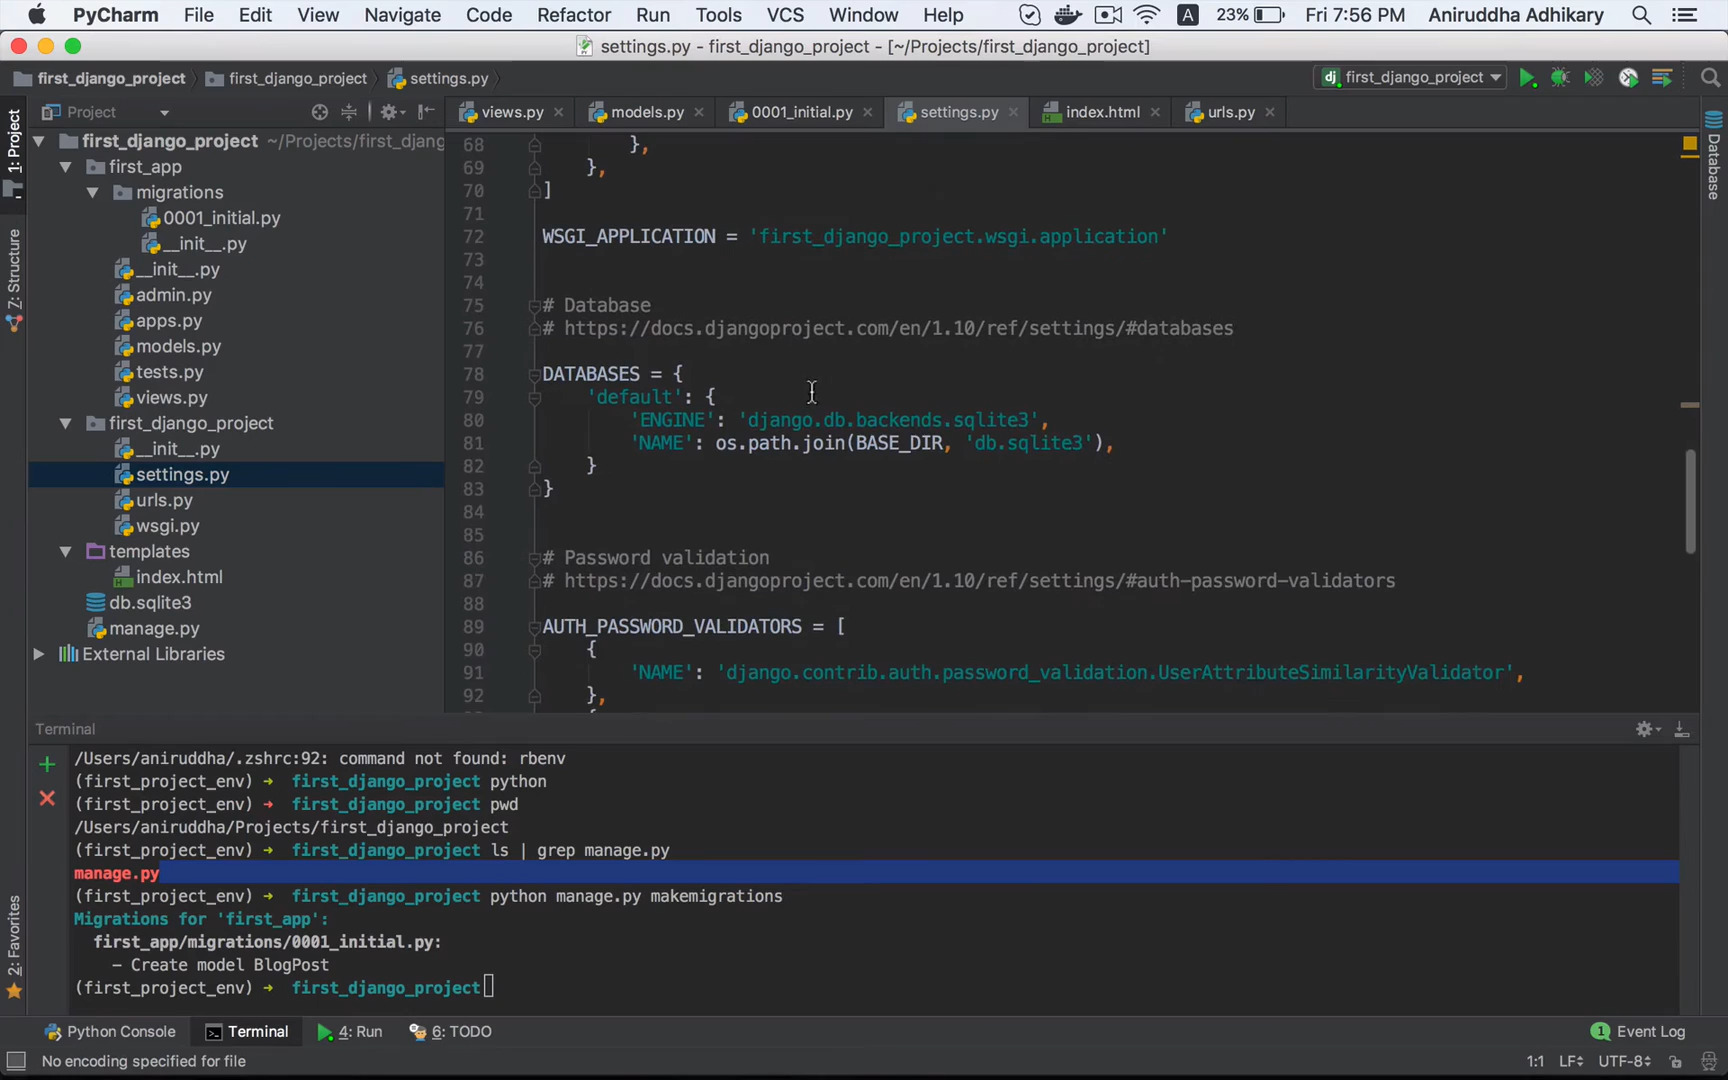 PyCharm File Edit View Navigate Code Refactor Run Tools VCS Window Help A 23% Fri 7:56 PM Aniruddha Adhikary
settings.py - first_django_project - [~/Projects/first_django_project]
first_django_project first_django_project settings.py dj first_django_project
1: Project
7: Structure
2: Favorites
Database
Project
first_django_project ~/Projects/first_djang
first_app
migrations
0001_initial.py
__init__.py
__init__.py
admin.py
apps.py
models.py
tests.py
views.py
first_django_project
__init__.py
settings.py
urls.py
wsgi.py
templates
index.html
db.sqlite3
manage.py
External Libraries
views.py models.py 0001_initial.py settings.py index.html urls.py
68 },
69 },
70 ]
71
72 WSGI_APPLICATION = 'first_django_project.wsgi.application'
73
74
75 # Database
76 # https://docs.djangoproject.com/en/1.10/ref/settings/#databases
77
78 DATABASES = {
79 'default': {
80 'ENGINE': 'django.db.backends.sqlite3',
81 'NAME': os.path.join(BASE_DIR, 'db.sqlite3'),
82 }
83 }
84
85
86 # Password validation
87 # https://docs.djangoproject.com/en/1.10/ref/settings/#auth-password-validators
88
89 AUTH_PASSWORD_VALIDATORS = [
90 {
91 'NAME': 'django.contrib.auth.password_validation.UserAttributeSimilarityValidator',
92 },
Terminal
/Users/aniruddha/.zshrc:92: command not found: rbenv
(first_project_env) → first_django_project python
(first_project_env) → first_django_project pwd
/Users/aniruddha/Projects/first_django_project
(first_project_env) → first_django_project ls | grep manage.py
manage.py
(first_project_env) → first_django_project python manage.py makemigrations
Migrations for 'first_app':
first_app/migrations/0001_initial.py:
- Create model BlogPost
(first_project_env) → first_django_project
Python Console Terminal 4: Run 6: TODO 1 Event Log
No encoding specified for file 1:1 LF UTF-8